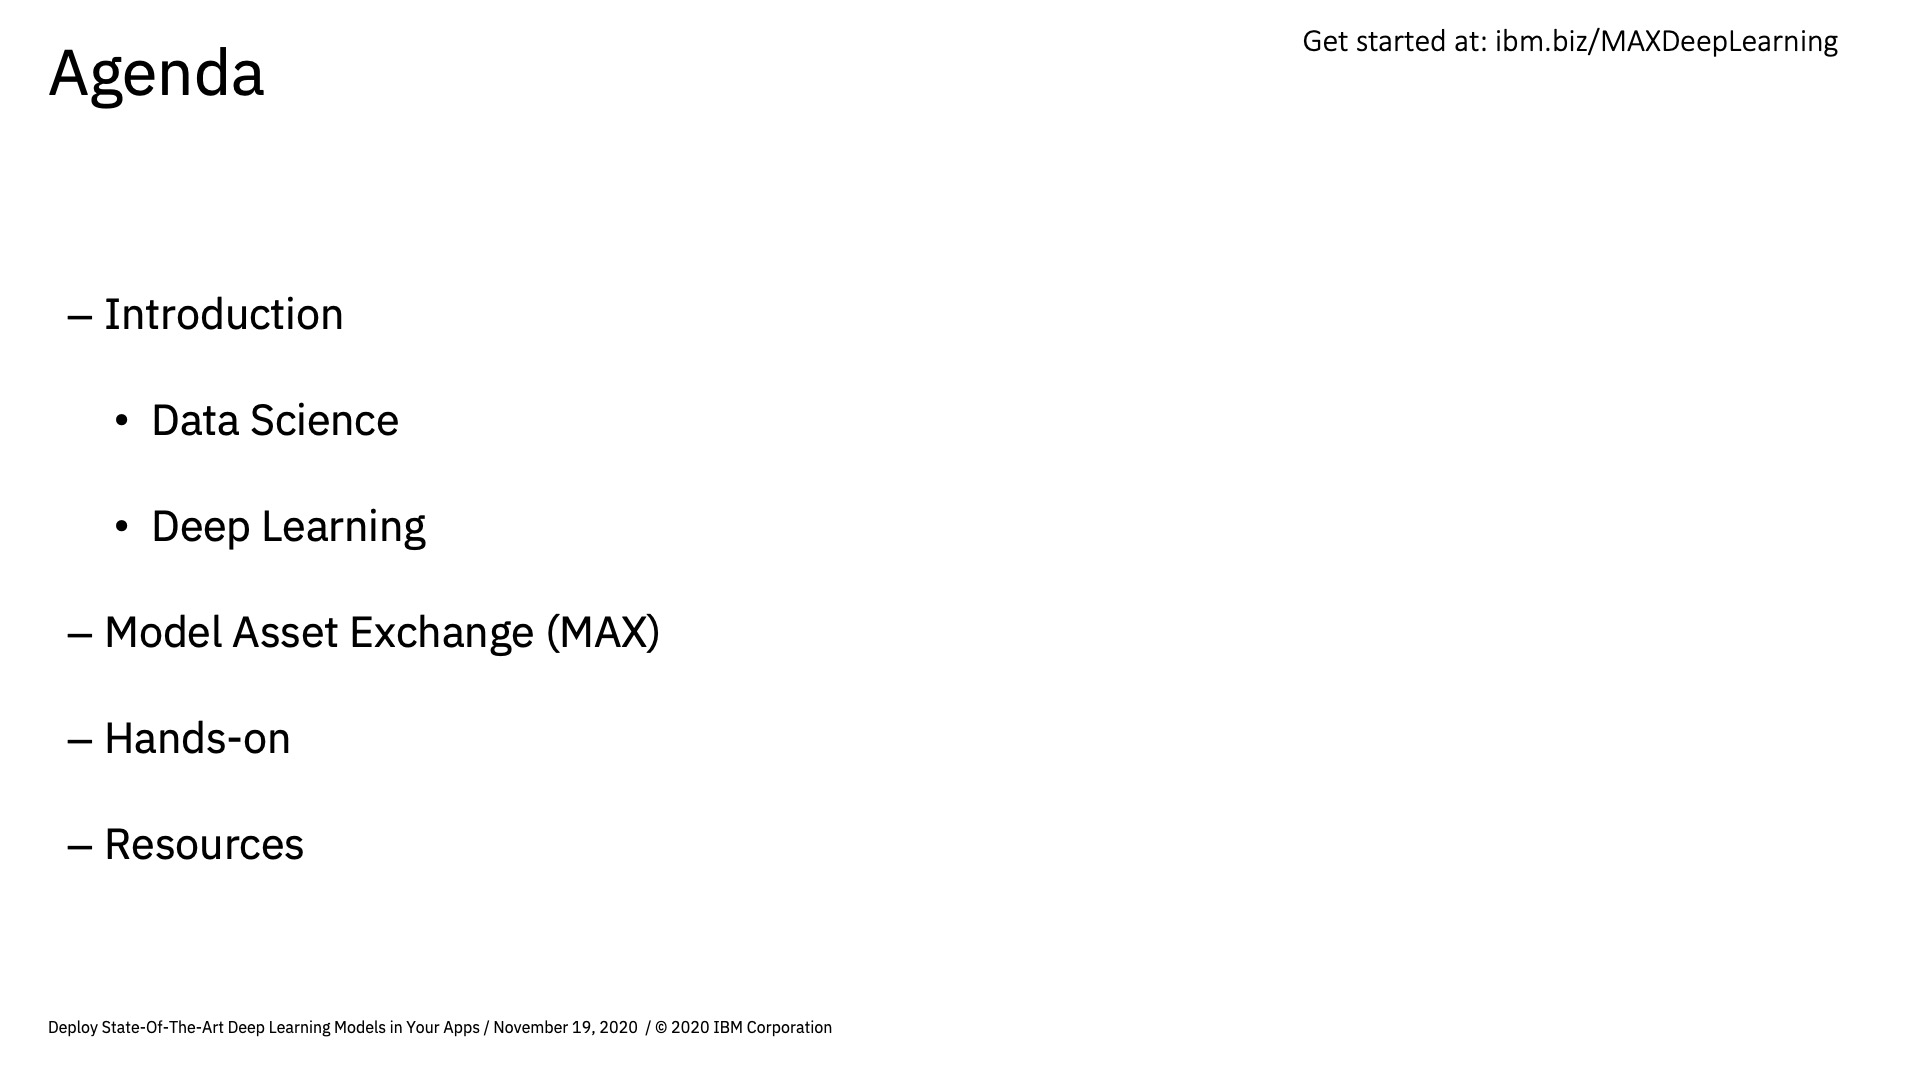 Agenda
Get started at: ibm.biz/MAXDeepLearning
– Introduction
• Data Science
• Deep Learning
– Model Asset Exchange (MAX)
– Hands-on
– Resources
Deploy State-Of-The-Art Deep Learning Models in Your Apps / November 19, 2020 / © 2020 IBM Corporation